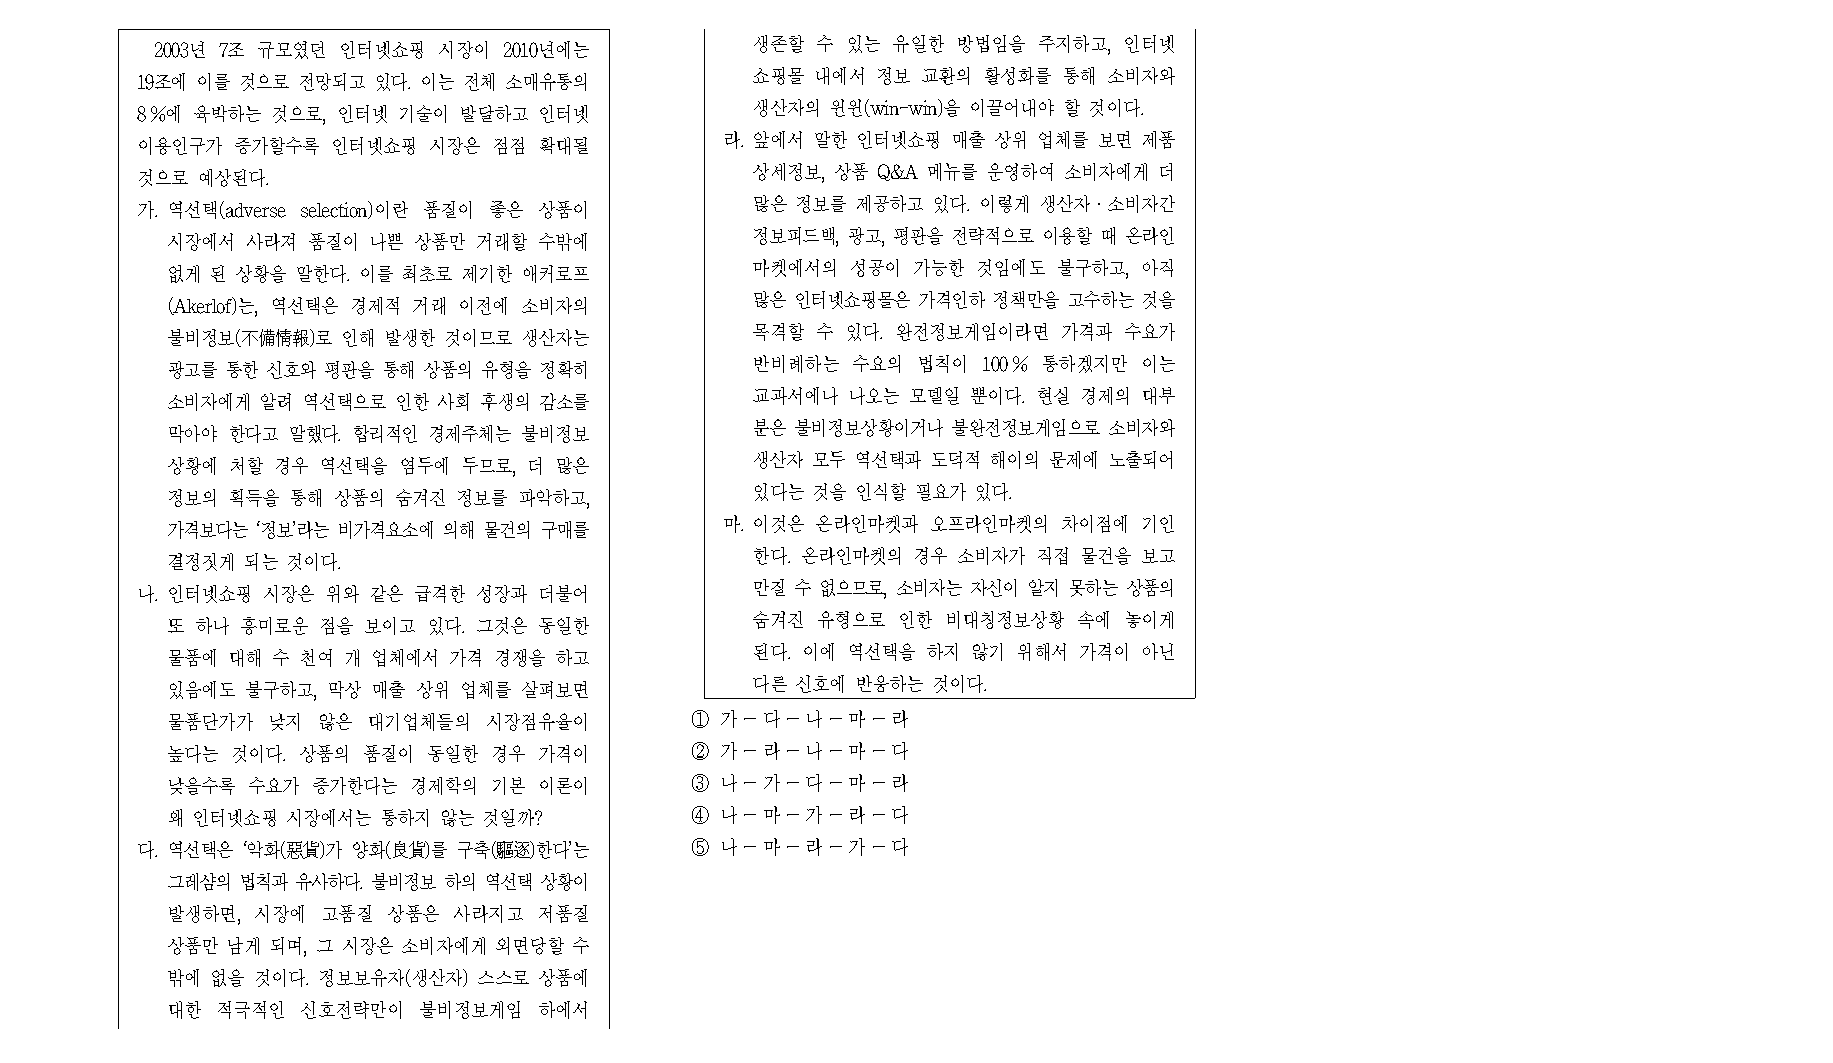 2003년 7조 규모였던 인터넷쇼핑 시장이 2010년에는
19조에 이를 것으로 전망되고 있다. 이는 전체 소매유통의
8%에 육박하는 것으로, 인터넷 기술이 발달하고 인터넷
이용인구가 증가할수록 인터넷쇼핑 시장은 점점 확대될
것으로 예상된다.
가. 역선택(adverse selection)이란 품질이 좋은 상품이
시장에서 사라져 품질이 나쁜 상품만 거래할 수밖에
없게 된 상황을 말한다. 이를 최초로 제기한 애커로프
(Akerlof)는, 역선택은 경제적 거래 이전에 소비자의
불비정보(不備情報)로 인해 발생한 것이므로 생산자는
광고를 통한 신호와 평판을 통해 상품의 유형을 정확히
소비자에게 알려 역선택으로 인한 사회 후생의 감소를
막아야 한다고 말했다. 합리적인 경제주체는 불비정보
상황에 처할 경우 역선택을 염두에 두므로, 더 많은
정보의 획득을 통해 상품의 숨겨진 정보를 파악하고,
가격보다는 ‘정보’라는 비가격요소에 의해 물건의 구매를
결정짓게 되는 것이다.
나. 인터넷쇼핑 시장은 위와 같은 급격한 성장과 더불어
또 하나 흥미로운 점을 보이고 있다. 그것은 동일한
물품에 대해 수 천여 개 업체에서 가격 경쟁을 하고
있음에도 불구하고, 막상 매출 상위 업체를 살펴보면
물품단가가 낮지 않은 대기업체들의 시장점유율이
높다는 것이다. 상품의 품질이 동일한 경우 가격이
낮을수록 수요가 증가한다는 경제학의 기본 이론이
왜 인터넷쇼핑 시장에서는 통하지 않는 것일까?
다. 역선택은 ‘악화(惡貨)가 양화(良貨)를 구축(驅逐)한다’는
그레샴의 법칙과 유사하다. 불비정보 하의 역선택 상황이
발생하면, 시장에 고품질 상품은 사라지고 저품질
상품만 남게 되며, 그 시장은 소비자에게 외면당할 수
밖에 없을 것이다. 정보보유자(생산자) 스스로 상품에
대한 적극적인 신호전략만이 불비정보게임 하에서
생존할 수 있는 유일한 방법임을 주지하고, 인터넷
쇼핑몰 내에서 정보 교환의 활성화를 통해 소비자와
생산자의 윈윈(win-win)을 이끌어내야 할 것이다.
라. 앞에서 말한 인터넷쇼핑 매출 상위 업체를 보면 제품
상세정보, 상품 Q&A 메뉴를 운영하여 소비자에게 더
많은 정보를 제공하고 있다. 이렇게 생산자·소비자간
정보피드백, 광고, 평판을 전략적으로 이용할 때 온라인
마켓에서의 성공이 가능한 것임에도 불구하고, 아직
많은 인터넷쇼핑몰은 가격인하 정책만을 고수하는 것을
목격할 수 있다. 완전정보게임이라면 가격과 수요가
반비례하는 수요의 법칙이 100% 통하겠지만 이는
교과서에나 나오는 모델일 뿐이다. 현실 경제의 대부
분은 불비정보상황이거나 불완전정보게임으로 소비자와
생산자 모두 역선택과 도덕적 해이의 문제에 노출되어
있다는 것을 인식할 필요가 있다.
마. 이것은 온라인마켓과 오프라인마켓의 차이점에 기인
한다. 온라인마켓의 경우 소비자가 직접 물건을 보고
만질 수 없으므로, 소비자는 자신이 알지 못하는 상품의
숨겨진 유형으로 인한 비대칭정보상황 속에 놓이게
된다. 이에 역선택을 하지 않기 위해서 가격이 아닌
다른 신호에 반응하는 것이다.
① 가 - 다 - 나 - 마 - 라
② 가 - 라 - 나 - 마 - 다
③ 나 - 가 - 다 - 마 - 라
④ 나 - 마 - 가 - 라 - 다
⑤ 나 - 마 - 라 - 가 - 다